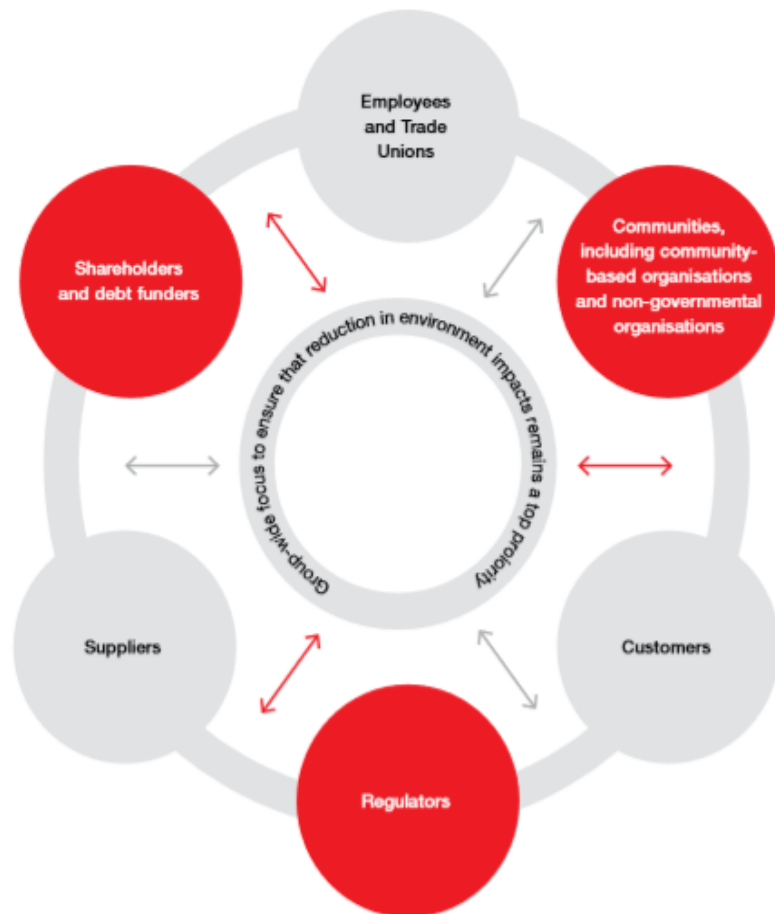 Employees
and Trade
Unions
Shareholders
and debt funders
Communities,
including community-
based organisations
and non-governmental
organisations
Group-wide focus to ensure that reduction in environment impacts remains a top proiority
Suppliers
Customers
Regulators